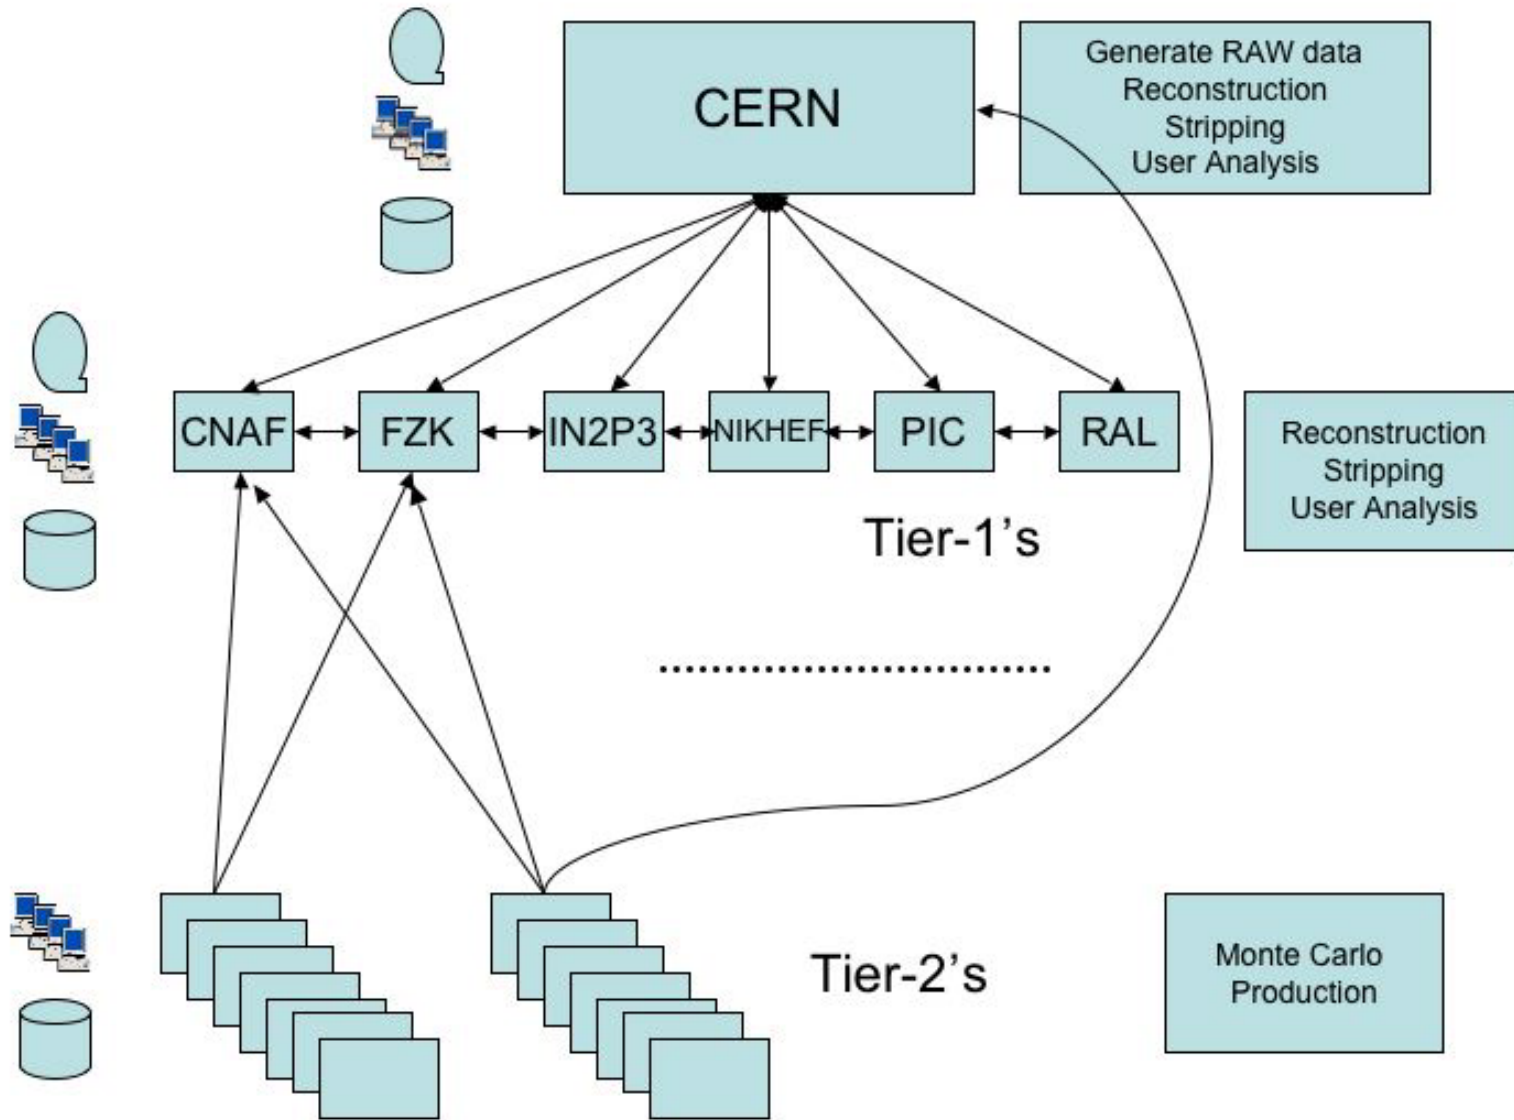 CERN
Generate RAW data
Reconstruction
Stripping
User Analysis
CNAF
FZK
IN2P3
NIKHEF
PIC
RAL
Reconstruction
Stripping
User Analysis
Tier-1's
Tier-2's
Monte Carlo
Production